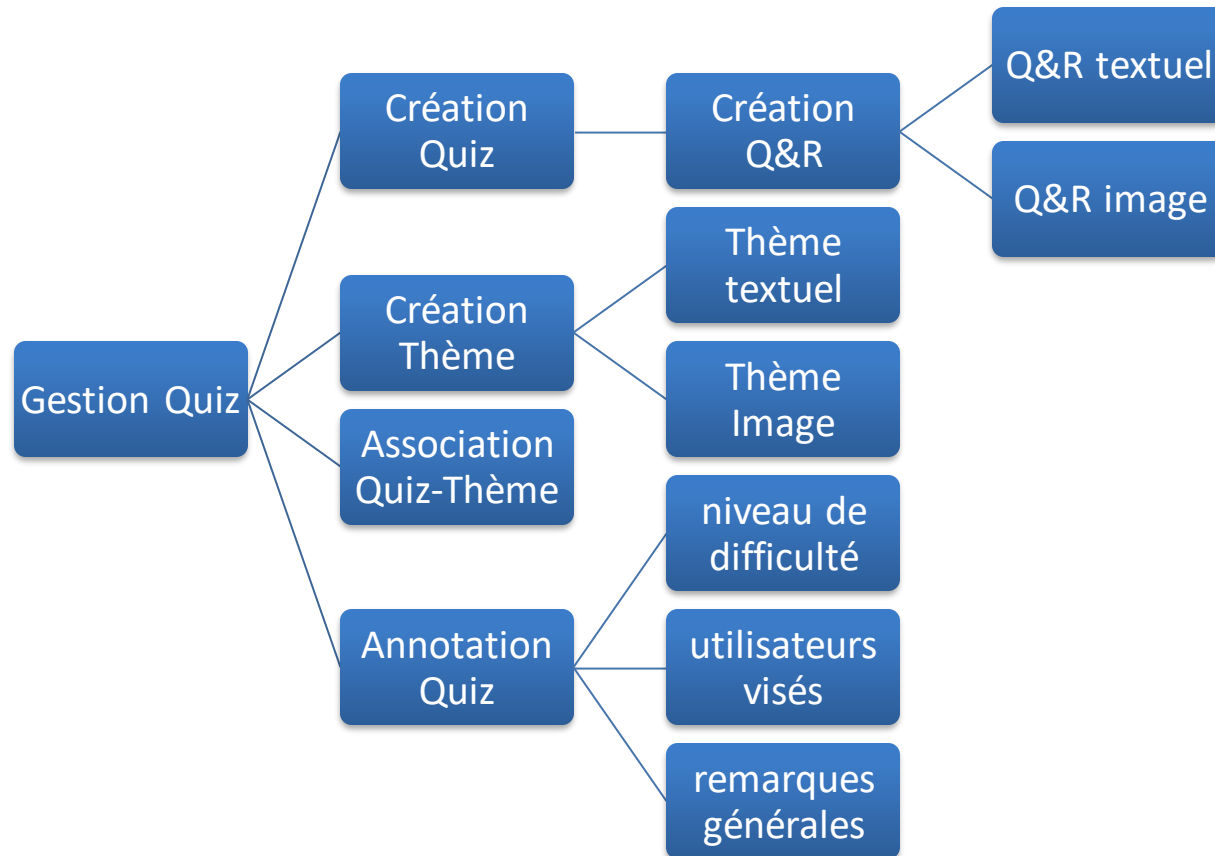 Gestion Quiz
Création
Quiz
Création
Q&R
Q&R textuel
Q&R image
Création
Thème
Thème
textuel
Thème
Image
Association
Quiz-Thème
Annotation
Quiz
niveau de
difficulté
utilisateurs
visés
remarques
générales